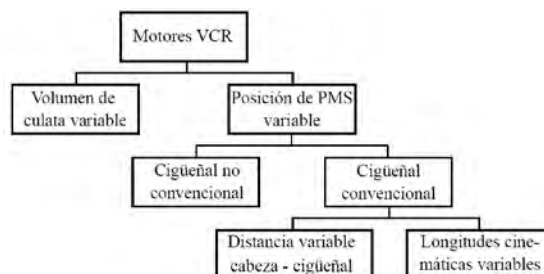 Motores VCR
Volumen de
culata variable
Posición de PMS
variable
Cigüeñal no
convencional
Cigüeñal
convencional
Distancia variable
cabeza - cigüeñal
Longitudes cine-
máticas variables